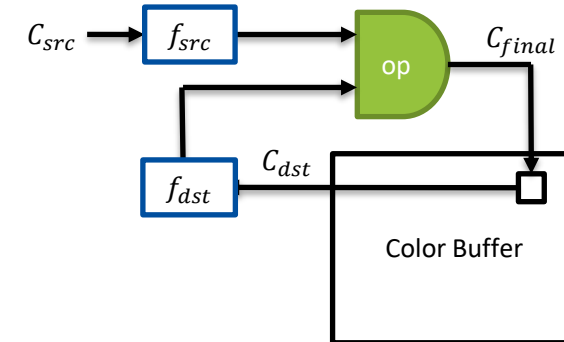 C_src
f_src
op
C_final
C_dst
f_dst
Color Buffer